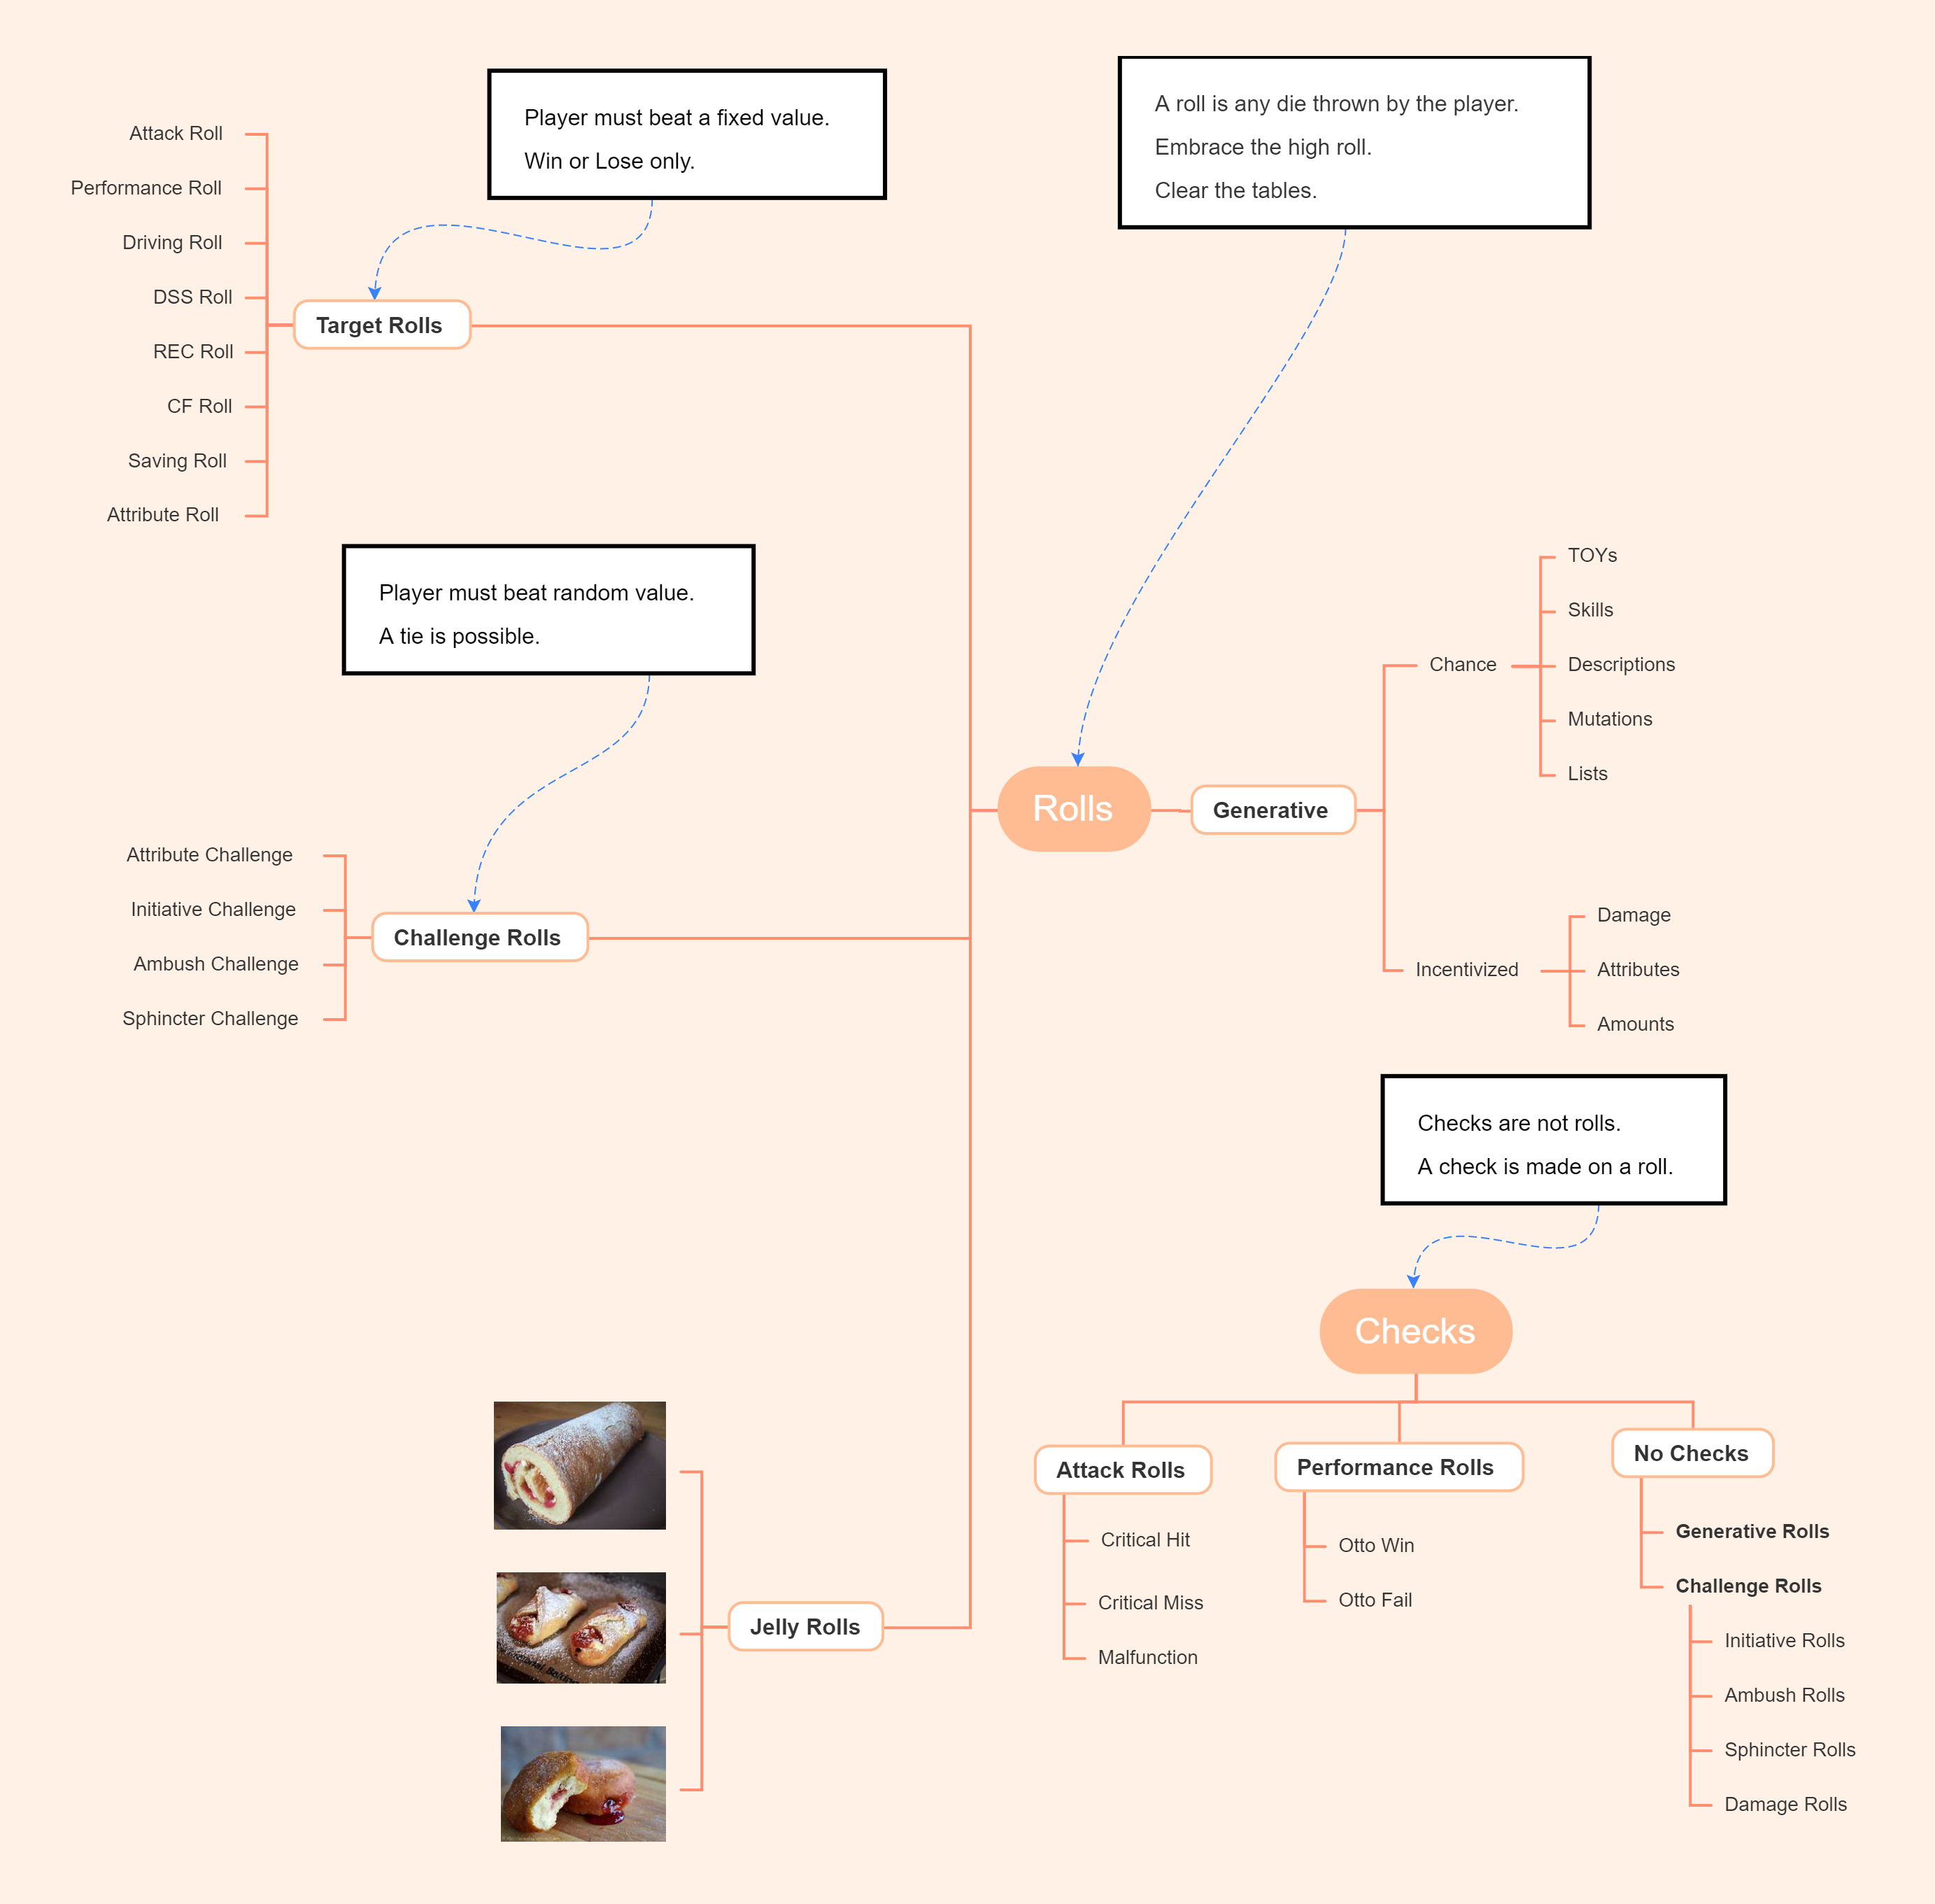 Player must beat a fixed value.
Win or Lose only.
A roll is any die thrown by the player.
Embrace the high roll.
Clear the tables.
Attack Roll
Performance Roll
Driving Roll
DSS Roll
REC Roll
CF Roll
Saving Roll
Attribute Roll
Target Rolls
Player must beat random value.
A tie is possible.
Attribute Challenge
Initiative Challenge
Ambush Challenge
Sphincter Challenge
Challenge Rolls
Rolls
Generative
Chance
TOYs
Skills
Descriptions
Mutations
Lists
Incentivized
Damage
Attributes
Amounts
Checks are not rolls.
A check is made on a roll.
Checks
Attack Rolls
Critical Hit
Critical Miss
Malfunction
Performance Rolls
Otto Win
Otto Fail
No Checks
Generative Rolls
Challenge Rolls
Initiative Rolls
Ambush Rolls
Sphincter Rolls
Damage Rolls
Jelly Rolls